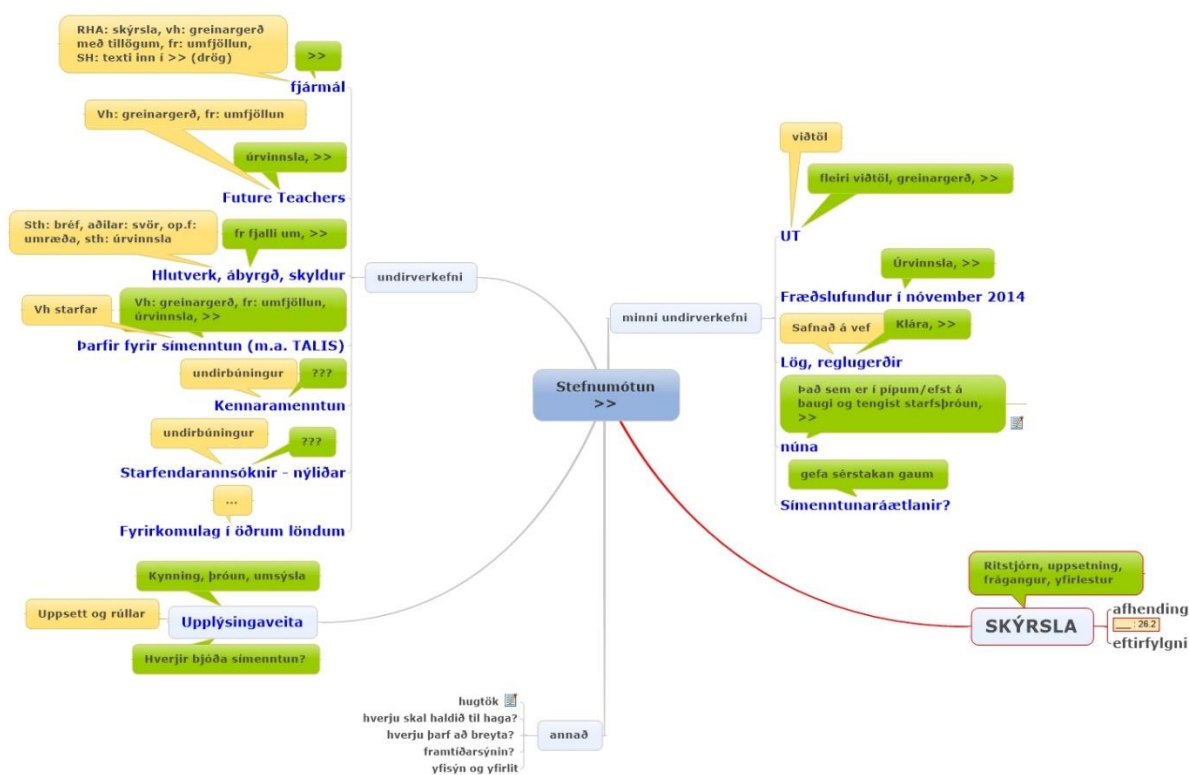 RHA: skýrsla, vh: greinargerð
með tillögum, fr: umfjöllun,
SH: texti inn í >> (drög)
>>
fjármál
Vh: greinargerð, fr: umfjöllun
úrvinnsla, >>
Future Teachers
Sth: bréf, aðilar: svör, op.f:
umræða, sth: úrvinnsla
fr fjalli um, >>
Hlutverk, ábyrgð, skyldur
Vh starfar
Vh: greinargerð, fr: umfjöllun,
úrvinnsla, >>
Þarfir fyrir símenntun (m.a. TALIS)
undirbúningur
???
Kennaramenntun
undirbúningur
???
Starfendarannsóknir - nýliðar
...
Fyrirkomulag í öðrum löndum
undirverkefni
Kynning, þróun, umsýsla
Uppsett og rúllar
Upplýsingaveita
Hverjir bjóða símenntun?
hugtök
hverju skal haldið til haga?
hverju þarf að breyta?
framtíðarsýnin?
yfisýn og yfirlit
annað
Stefnumótun
>>
minni undirverkefni
viðtöl
fleiri viðtöl, greinargerð, >>
UT
Úrvinnsla, >>
Fræðslufundur í nóvember 2014
Safnað á vef
Klára, >>
Lög, reglugerðir
Það sem er í pípum/efst á
baugi og tengist starfsþróun,
>>
núna
gefa sérstakan gaum
Símenntunaráætlanir?
Ritstjórn, uppsetning,
frágangur, yfirlestur
SKÝRSLA
afhending
___ : 26.2
eftirfylgni